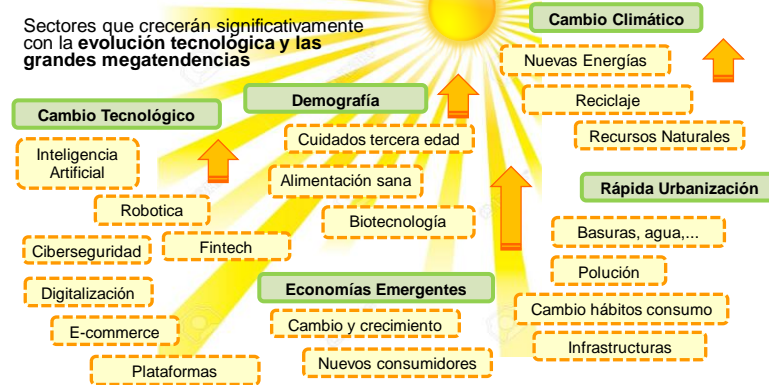 Sectores que crecerán significativamente
con la evolución tecnológica y las
grandes megatendencias
Cambio Tecnológico
Inteligencia
Artificial
Robotica
Ciberseguridad
Fintech
Digitalización
E-commerce
Plataformas
Demografía
Cuidados tercera edad
Alimentación sana
Biotecnología
Economías Emergentes
Cambio y crecimiento
Nuevos consumidores
Cambio Climático
Nuevas Energías
Reciclaje
Recursos Naturales
Rápida Urbanización
Basuras, agua,...
Polución
Cambio hábitos consumo
Infrastructuras